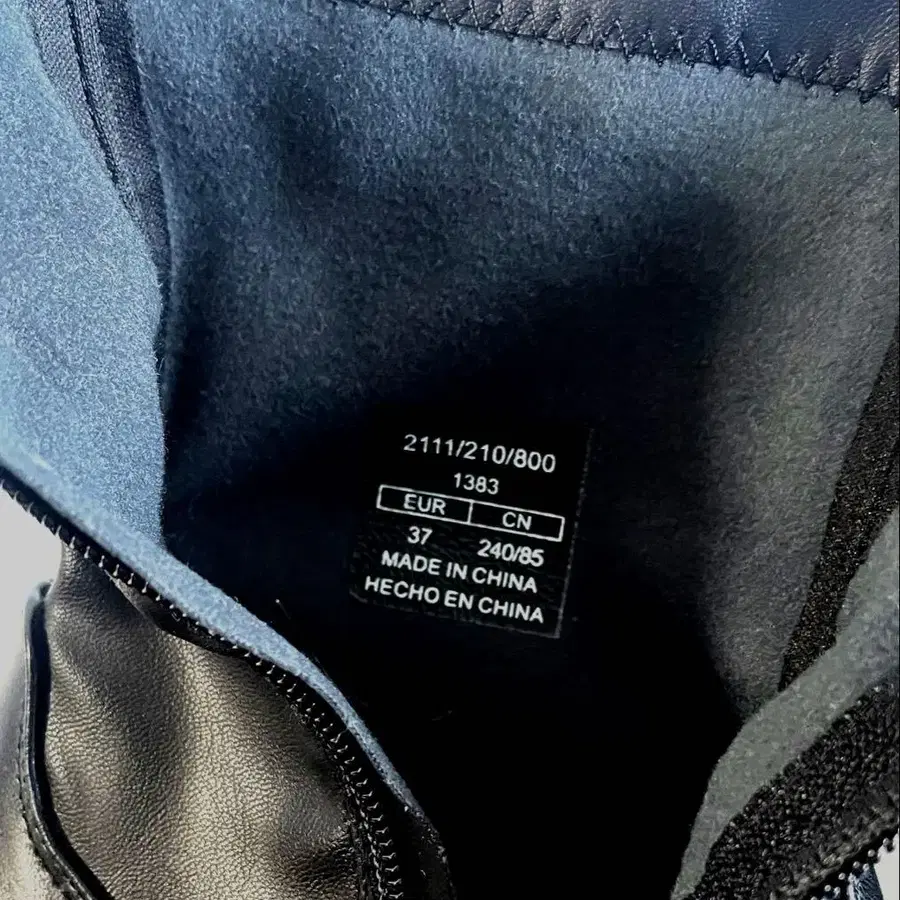 2111/210/800
1383
EUR CN
37 240/85
MADE IN CHINA
HECHO EN CHINA